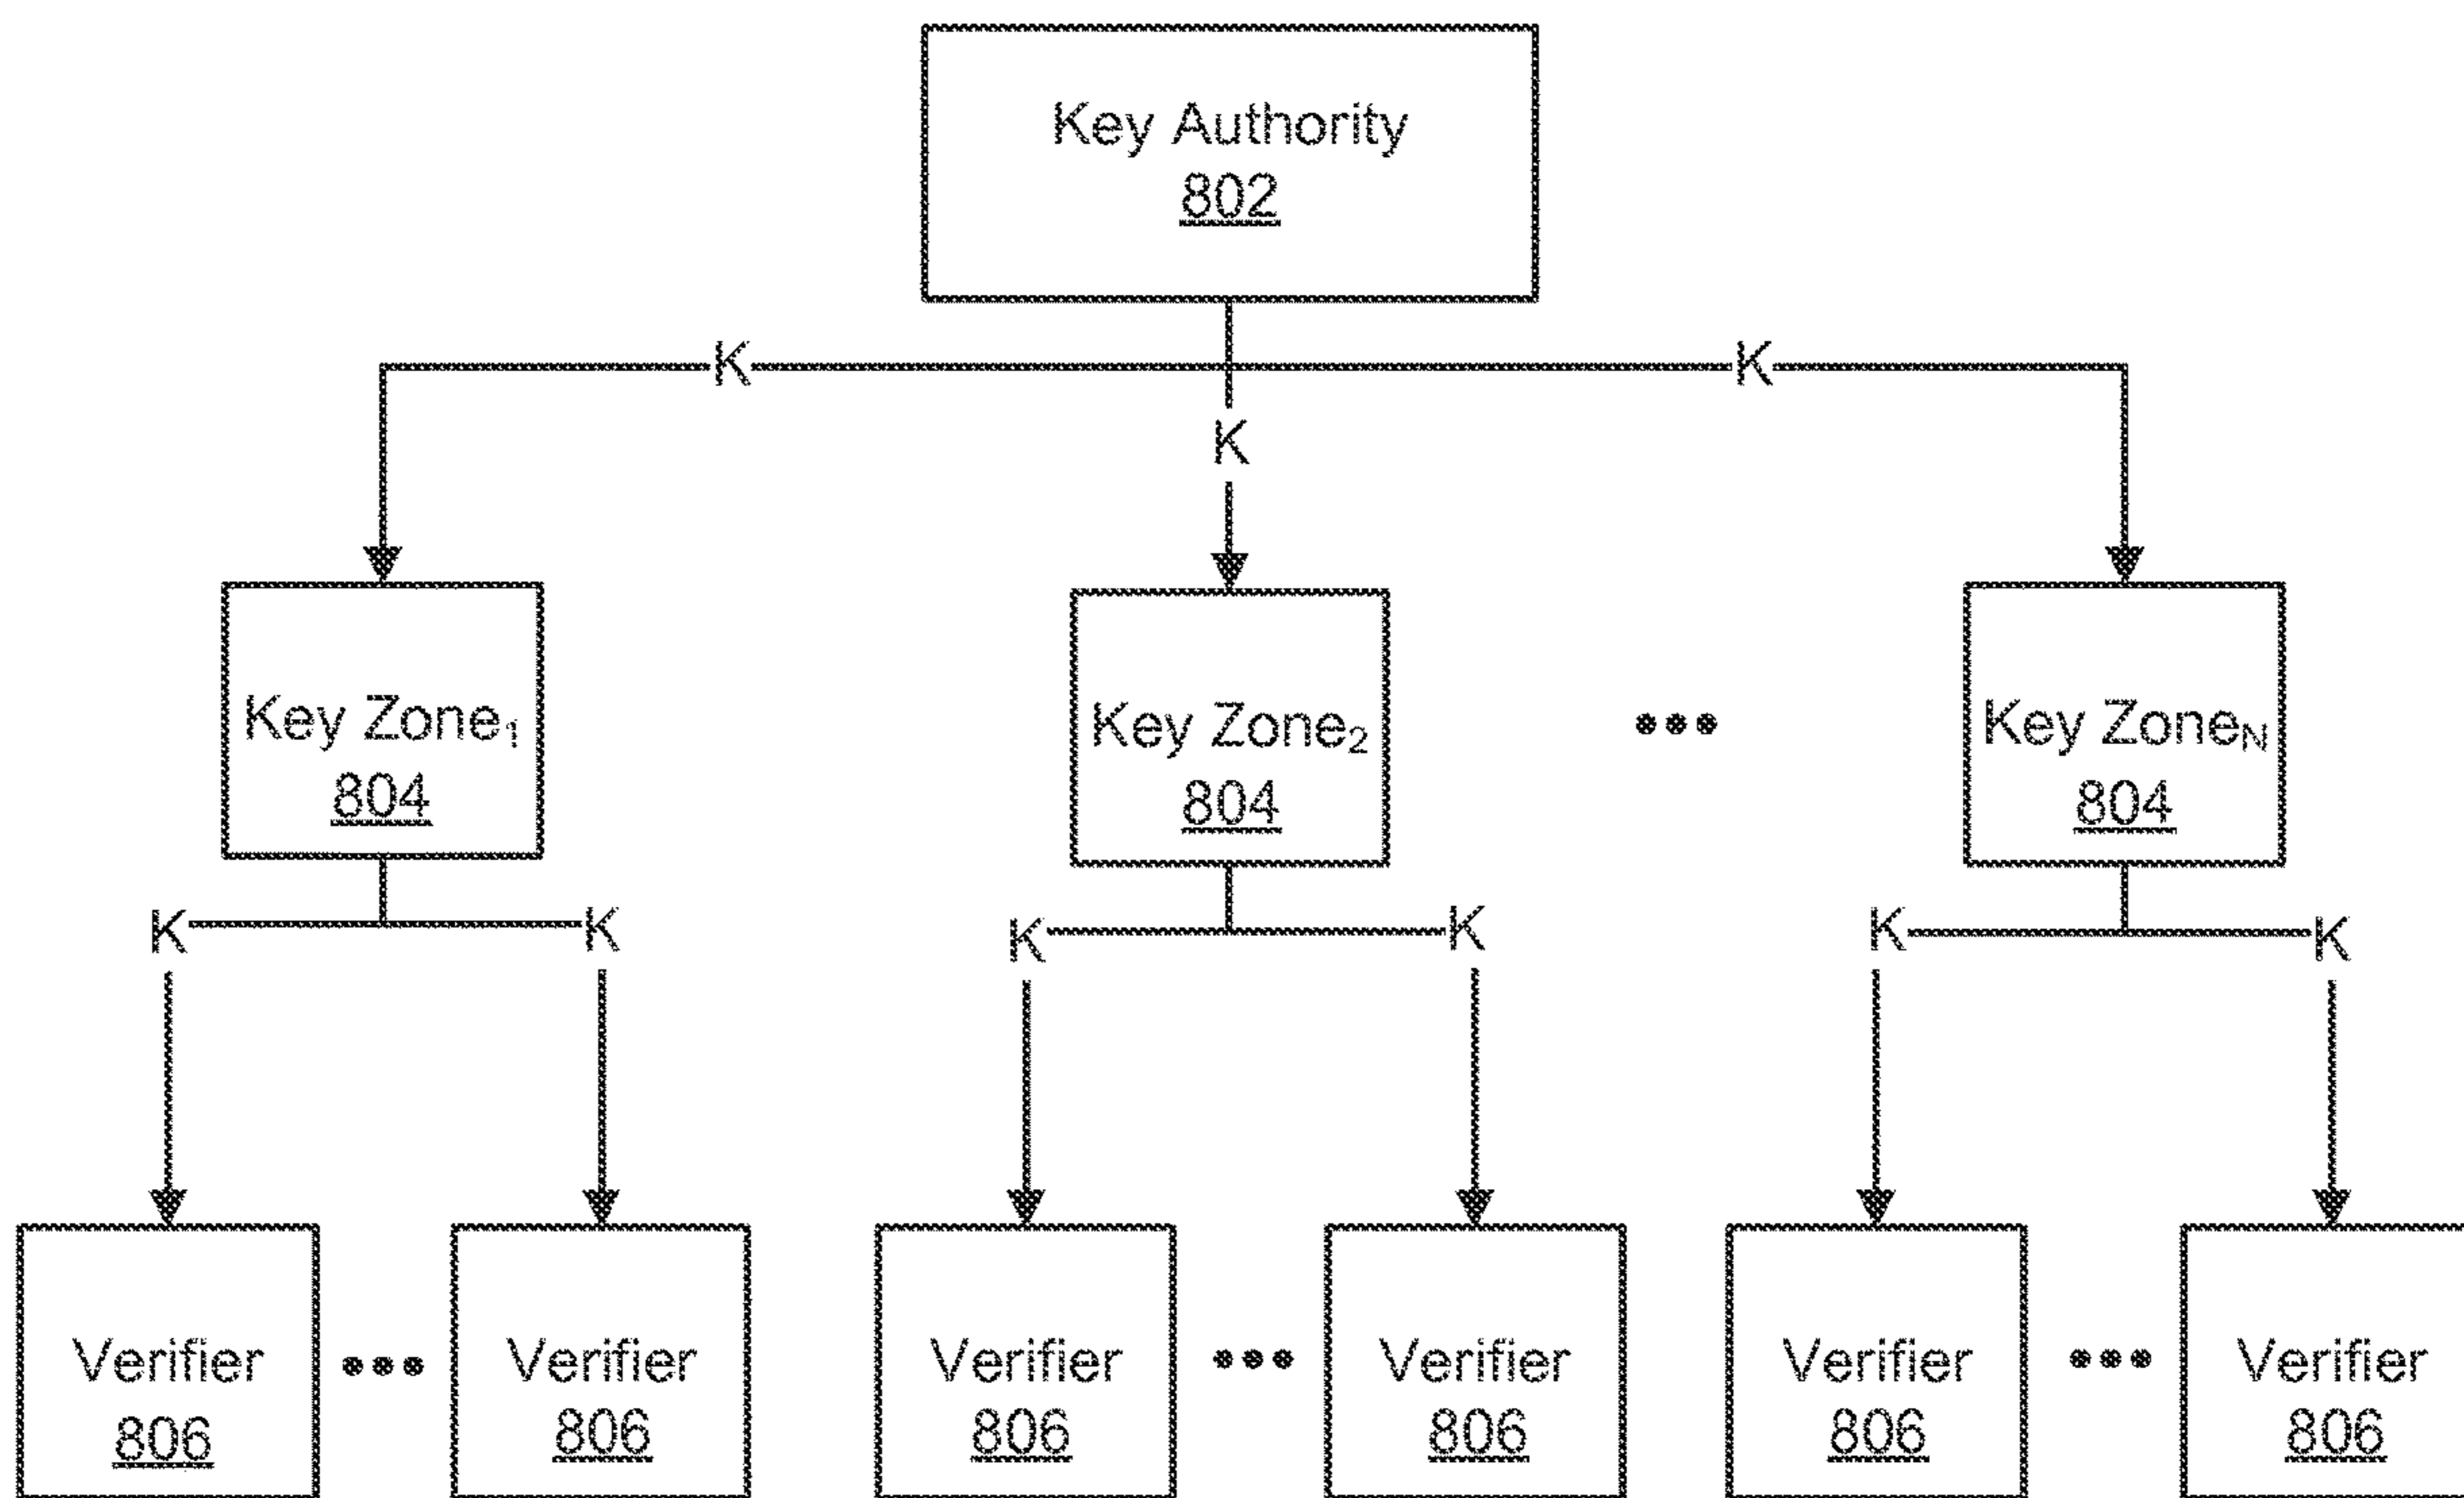 Key Authority
802
K
K
K
Key Zone₁
804
Key Zone₂
804
Key Zone_N
804
K
K
K
K
K
K
Verifier
806
Verifier
806
Verifier
806
Verifier
806
Verifier
806
Verifier
806